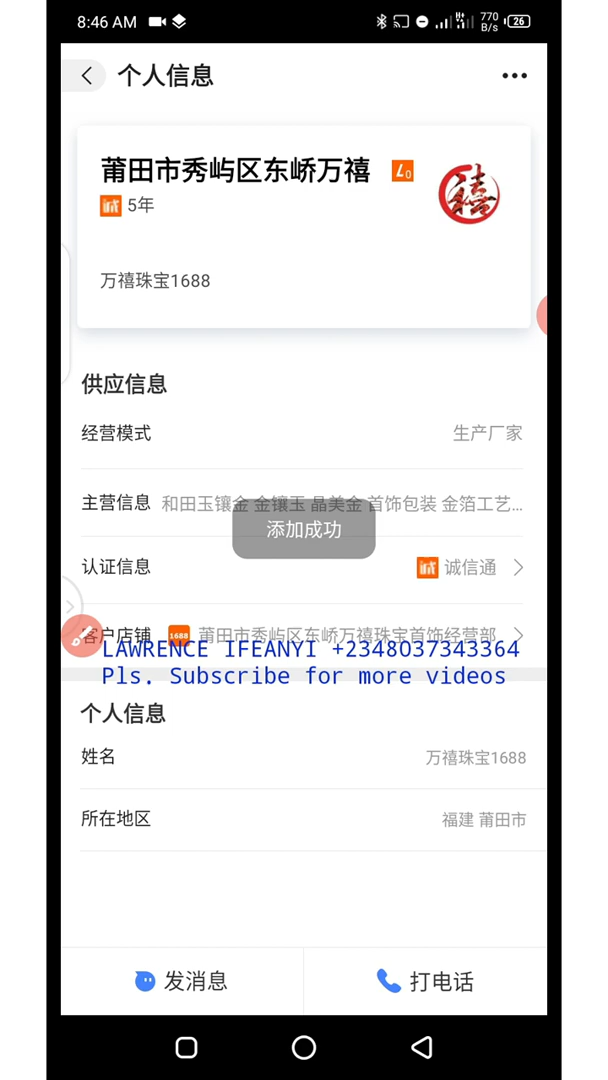 8:46 AM
770 B/s
26
个人信息
莆田市秀屿区东峤万禧
L0
禧
诚 5年
万禧珠宝1688
供应信息
经营模式 生产厂家
主营信息 和田玉镶金 金镶玉 晶美金 首饰包装 金箔工艺...
添加成功
认证信息 诚 诚信通
客户店铺 1688 莆田市秀屿区东峤万禧珠宝首饰经营部
LAWRENCE IFEANYI +2348037343364
Pls. Subscribe for more videos
个人信息
姓名 万禧珠宝1688
所在地区 福建 莆田市
发消息 打电话